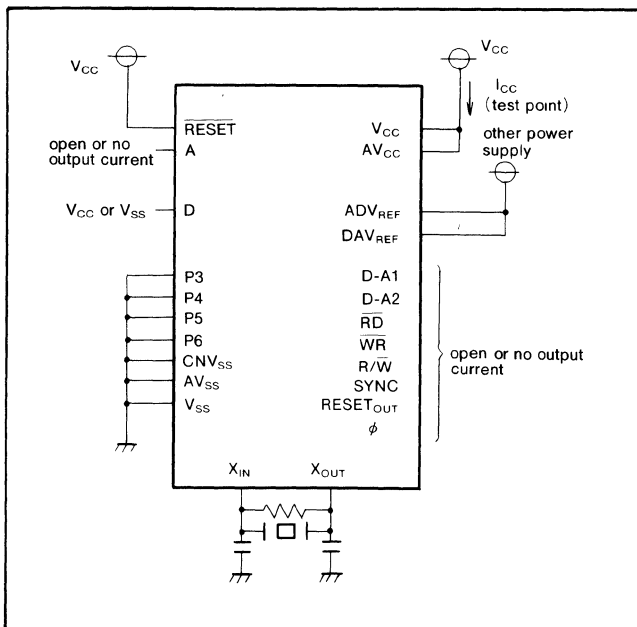 V_CC
V_CC
I_CC
(test point)
other power
supply
RESET
open or no
output current
A
V_CC
AV_CC
V_CC or V_SS
D
ADV_REF
DAV_REF
P3
P4
P5
P6
CNV_SS
AV_SS
V_SS
D-A1
D-A2
RD
WR
R/W
SYNC
RESET_OUT
ϕ
open or no output
current
X_IN
X_OUT